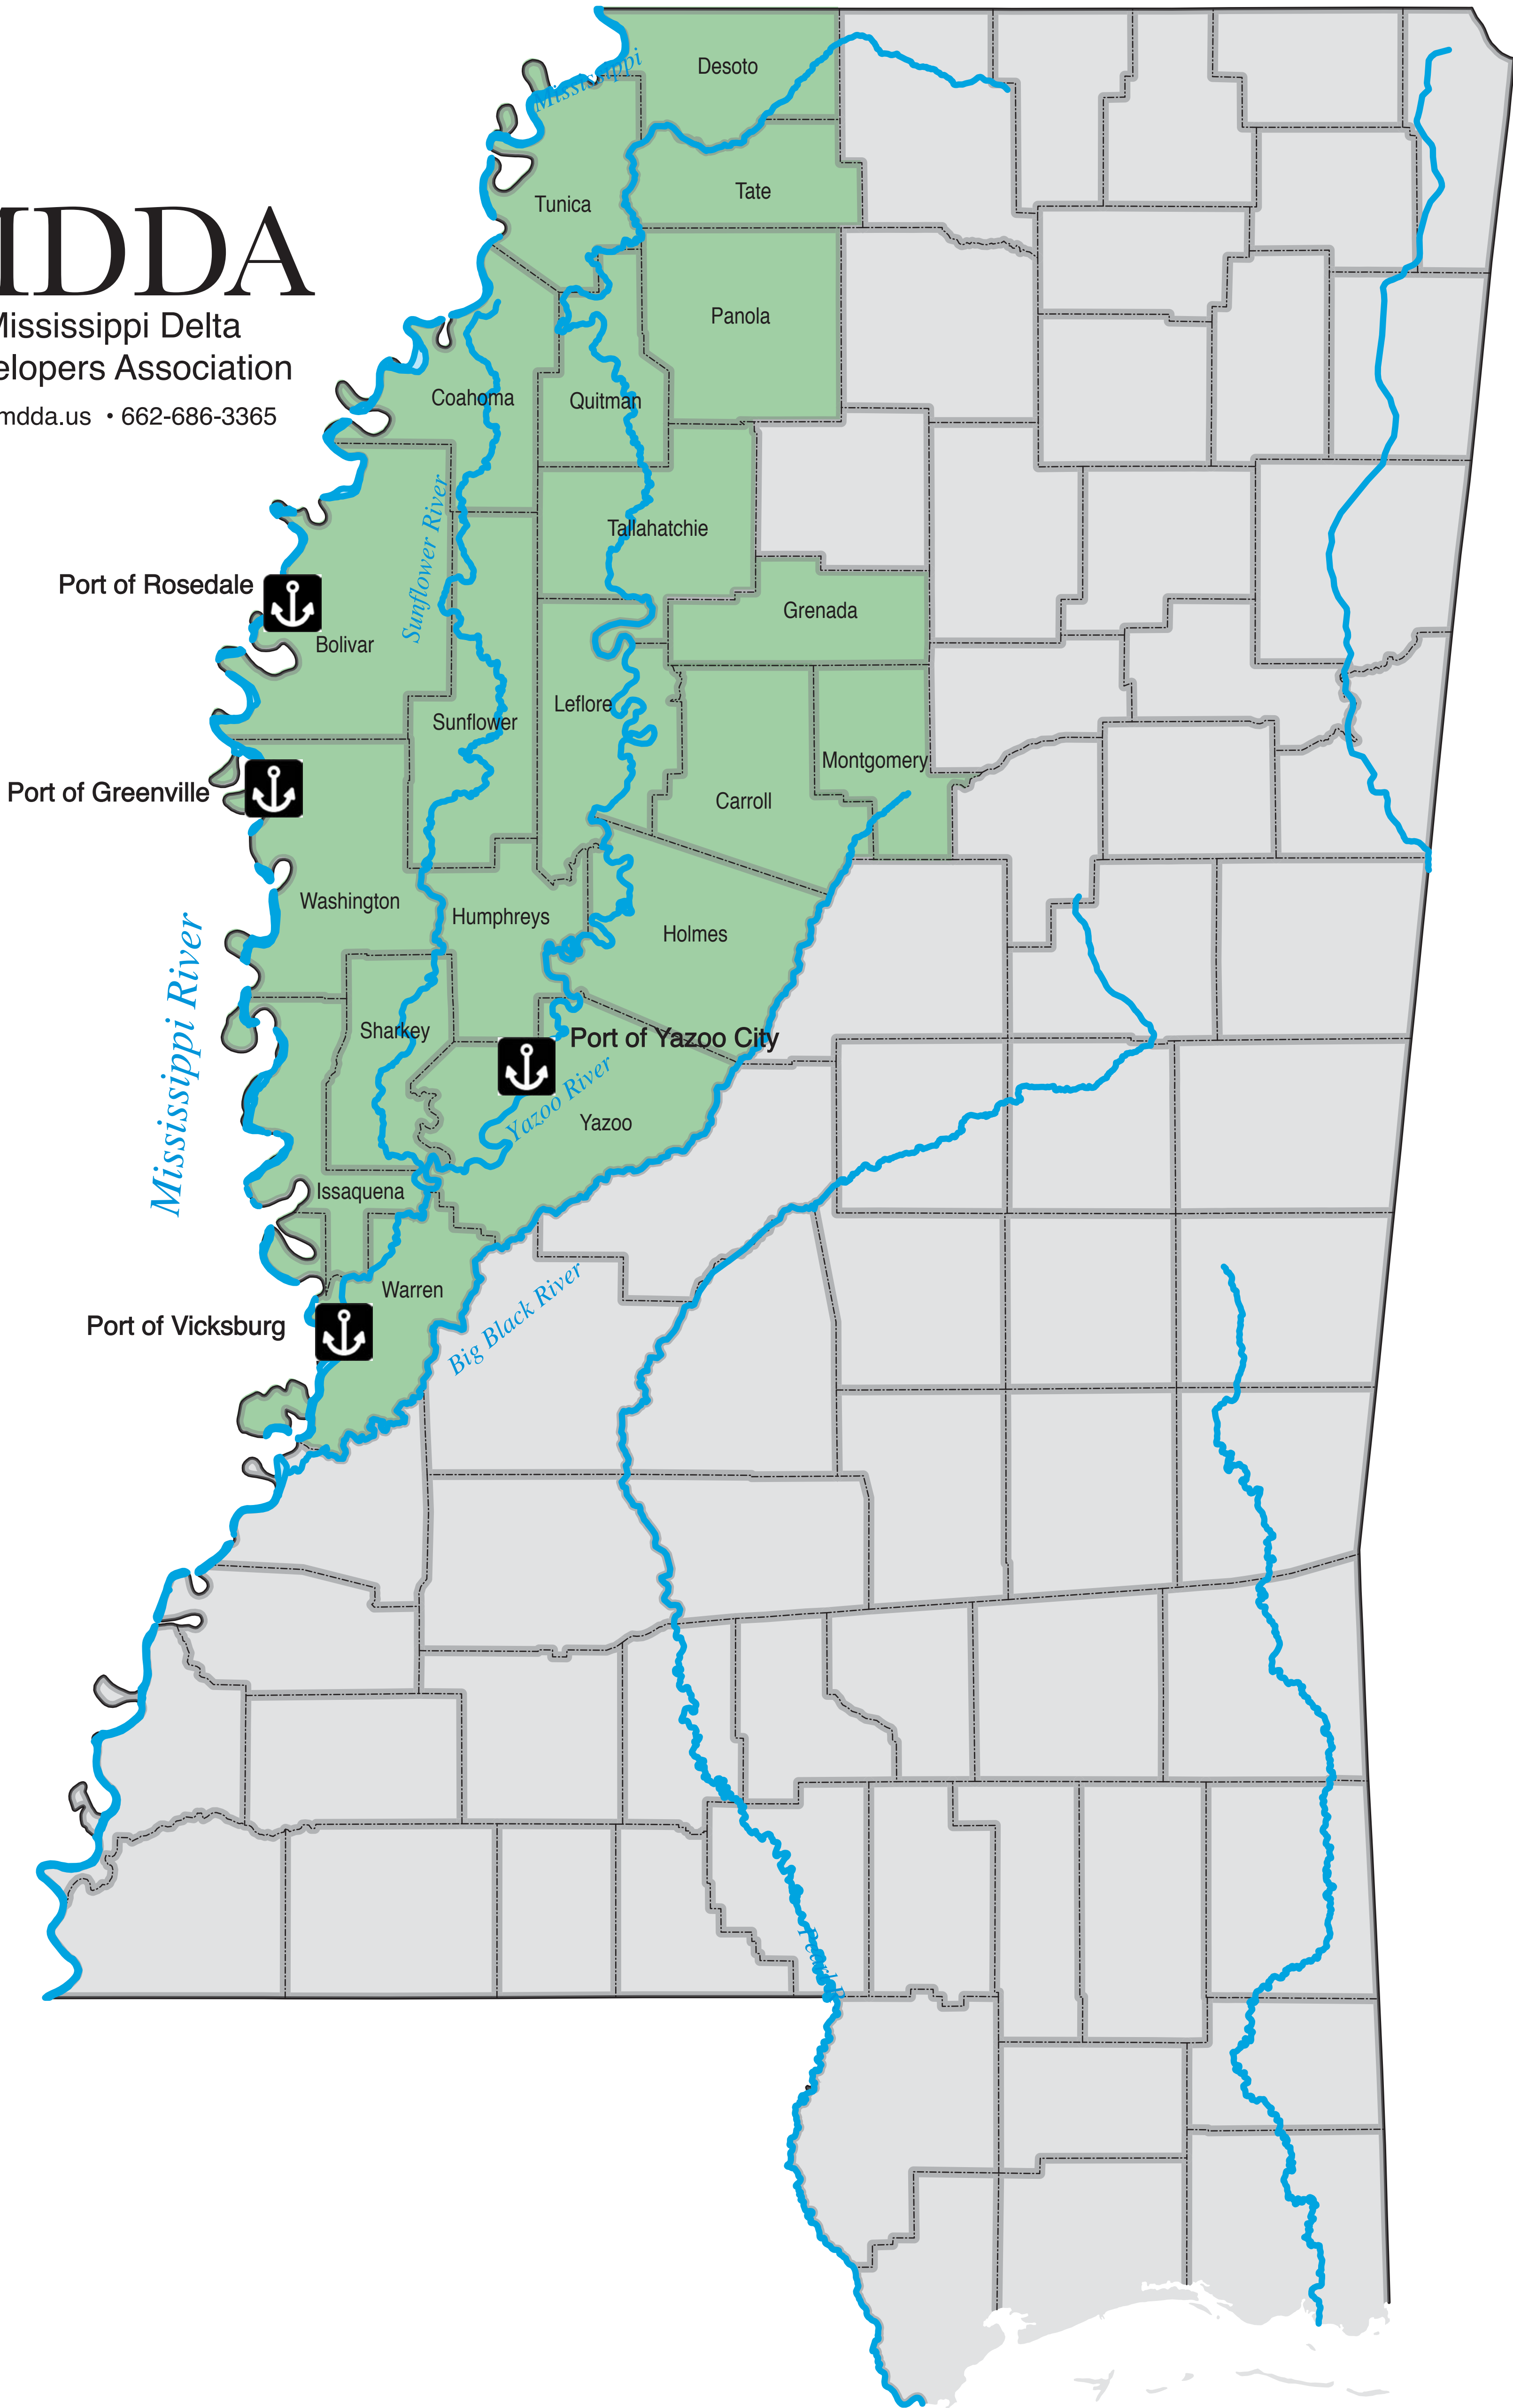 Desoto
Mississippi
Tate
Tunica
MDDA
Mississippi Delta
elopers Association
mdda.us • 662-686-3365
Panola
Coahoma
Quitman
Sunflower River
Tallahatchie
Port of Rosedale
Grenada
Bolivar
Leflore
Sunflower
Montgomery
Port of Greenville
Carroll
Washington
Humphreys
Holmes
Mississippi River
Sharkey
Port of Yazoo City
Yazoo River
Yazoo
Issaquena
Warren
Big Black River
Port of Vicksburg
Pearl R